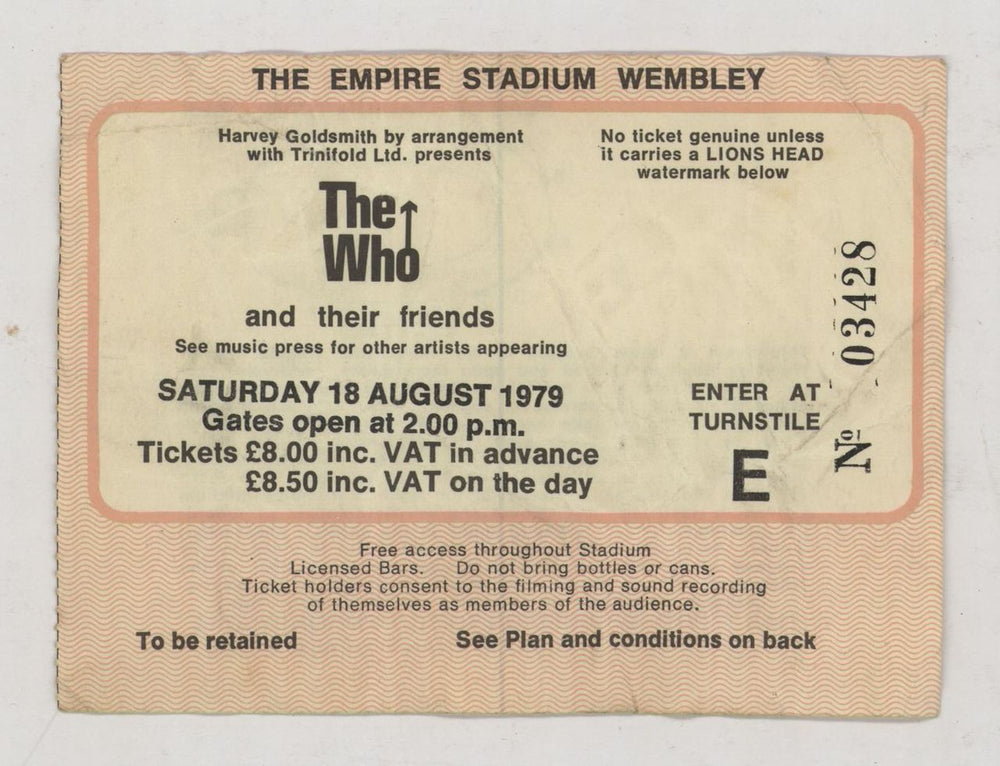 THE EMPIRE STADIUM WEMBLEY
Harvey Goldsmith by arrangement
with Trinifold Ltd. presents
No ticket genuine unless
it carries a LIONS HEAD
watermark below
The
Who
and their friends
See music press for other artists appearing
SATURDAY 18 AUGUST 1979
Gates open at 2.00 p.m.
Tickets £8.00 inc. VAT in advance
£8.50 inc. VAT on the day
ENTER AT
TURNSTILE
E
Nº 03428
Free access throughout Stadium
Licensed Bars. Do not bring bottles or cans.
Ticket holders consent to the filming and sound recording
of themselves as members of the audience.
To be retained
See Plan and conditions on back